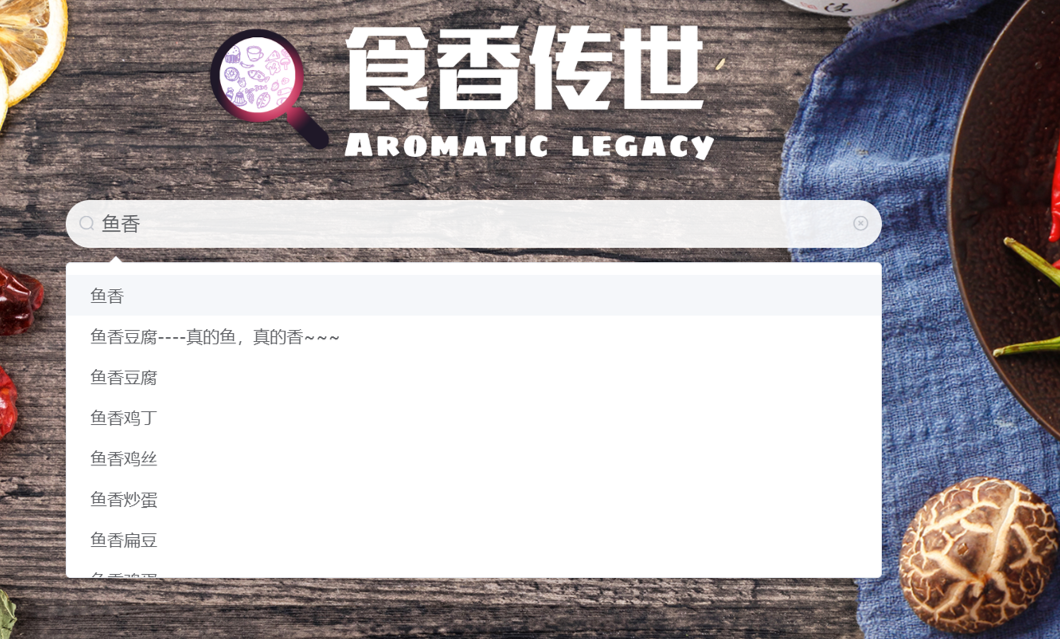 食香传世
AROMATIC LEGACY
鱼香
鱼香
鱼香豆腐----真的鱼，真的香~~~
鱼香豆腐
鱼香鸡丁
鱼香鸡丝
鱼香炒蛋
鱼香扁豆